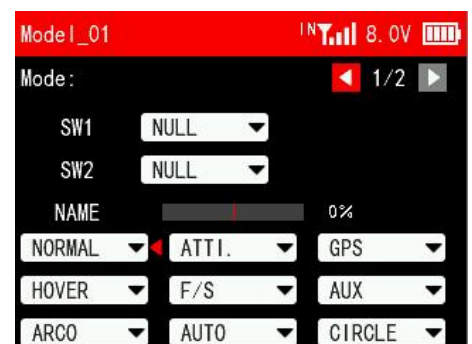 Model_01 IN 8.0V
Mode: 1/2
SW1 NULL
SW2 NULL
NAME 0%
NORMAL ATTI. GPS
HOVER F/S AUX
ARCO AUTO CIRCLE